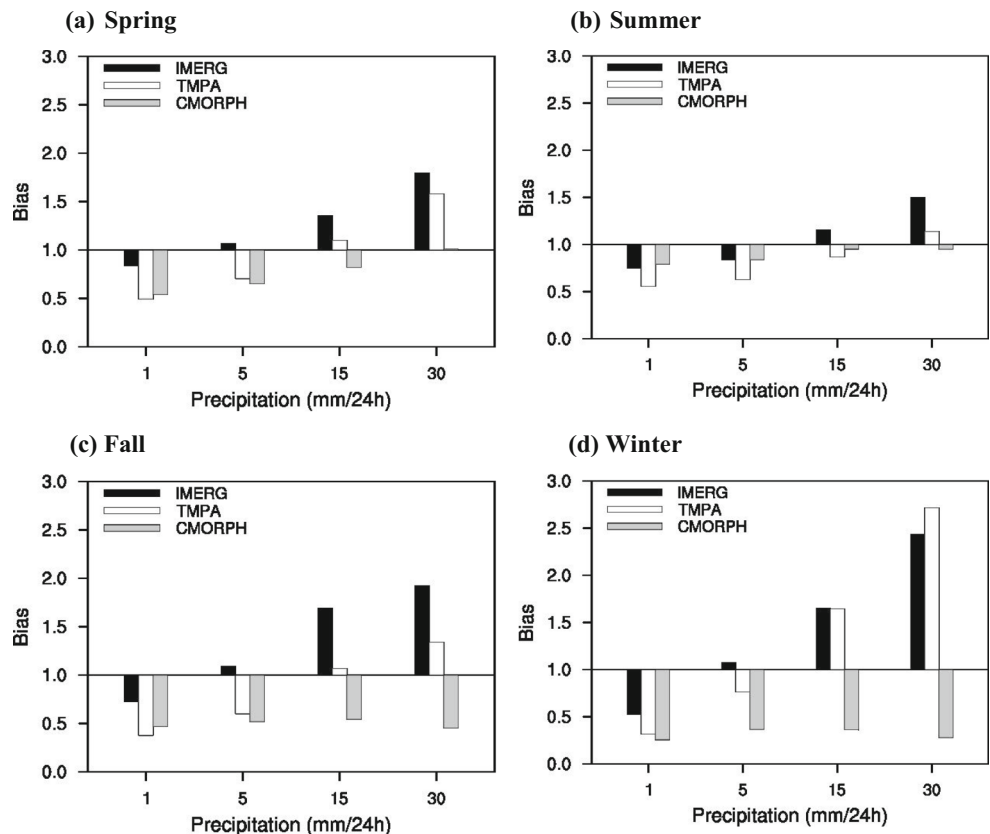 (a) Spring
3.0
2.5
2.0
1.5
1.0
0.5
0.0
Bias
IMERG
TMPA
CMORPH
1 5 15 30
Precipitation (mm/24h)
(b) Summer
3.0
2.5
2.0
1.5
1.0
0.5
0.0
Bias
IMERG
TMPA
CMORPH
1 5 15 30
Precipitation (mm/24h)
(c) Fall
3.0
2.5
2.0
1.5
1.0
0.5
0.0
Bias
IMERG
TMPA
CMORPH
1 5 15 30
Precipitation (mm/24h)
(d) Winter
3.0
2.5
2.0
1.5
1.0
0.5
0.0
Bias
IMERG
TMPA
CMORPH
1 5 15 30
Precipitation (mm/24h)